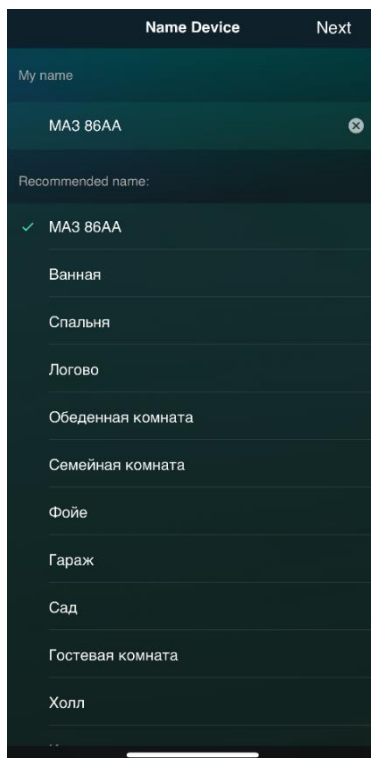 Name Device
Next
My name
MA3 86AA
Recommended name:
MA3 86AA
Ванная
Спальня
Логово
Обеденная комната
Семейная комната
Фойе
Гараж
Сад
Гостевая комната
Холл